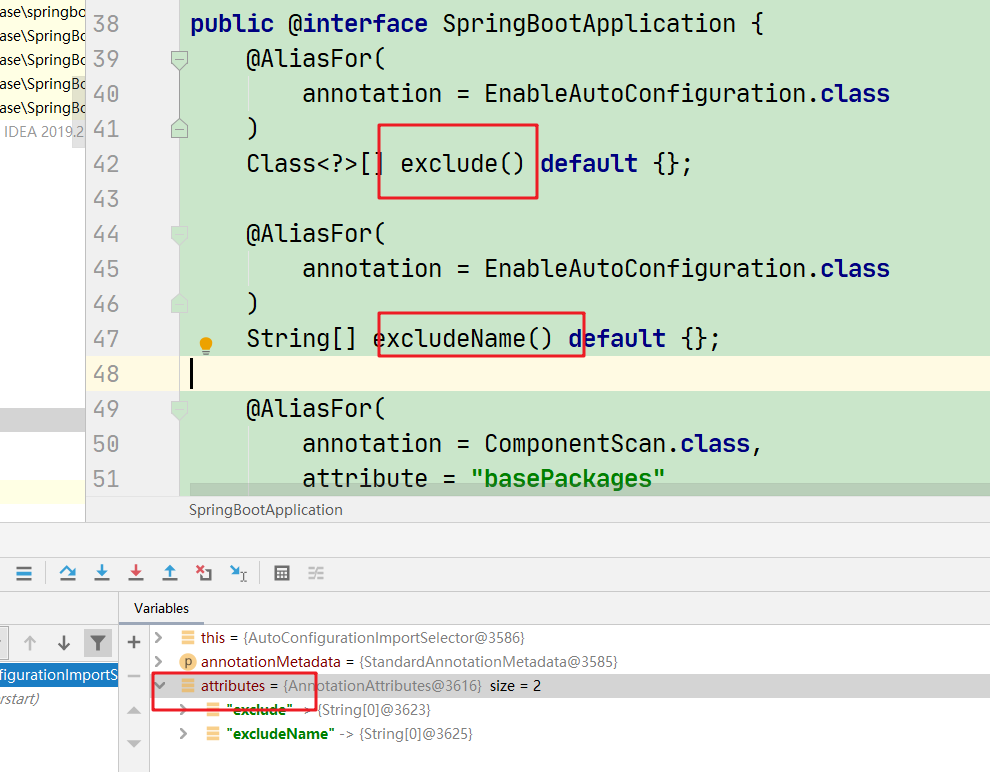 ase\springbo
ase\SpringBo
ase\SpringBo
ase\SpringBo
ase\SpringBo
IDEA 2019.2
38 public @interface SpringBootApplication {
39 @AliasFor(
40 annotation = EnableAutoConfiguration.class
41 )
42 Class<?>[] exclude() default {};
43
44 @AliasFor(
45 annotation = EnableAutoConfiguration.class
46 )
47 String[] excludeName() default {};
48
49 @AliasFor(
50 annotation = ComponentScan.class,
51 attribute = "basePackages"
SpringBootApplication
Variables
this = {AutoConfigurationImportSelector@3586}
p annotationMetadata = {StandardAnnotationMetadata@3585}
figurationImportS
attributes = {AnnotationAttributes@3616} size = 2
rstart)
"exclude" -> {String[0]@3623}
"excludeName" -> {String[0]@3625}